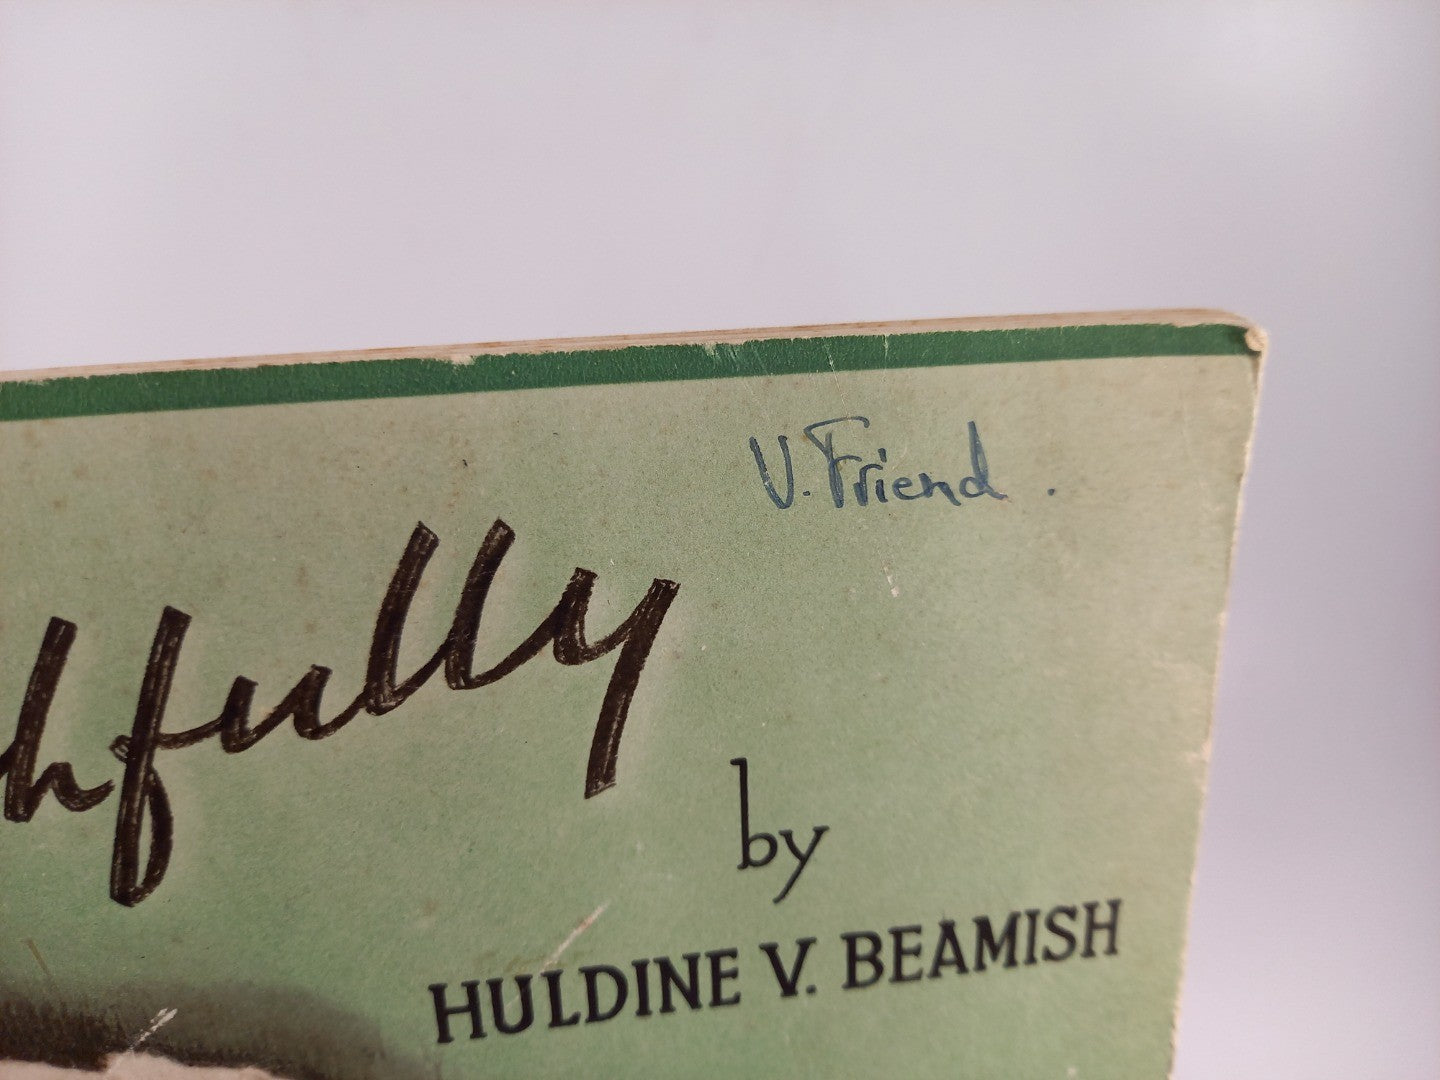 V. Friend.
hfully
by
HULDINE V. BEAMISH